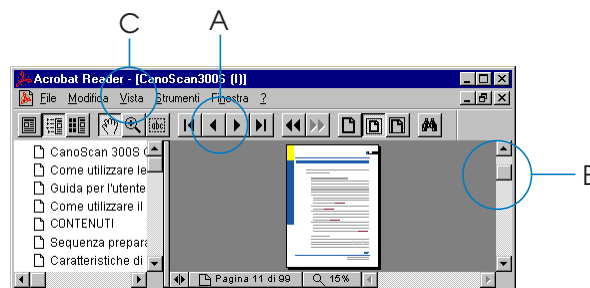 C A
Acrobat Reader - [CanoScan300S (I)]
File Modifica Vista Strumenti Finestra ?
abc
CanoScan 300S
Come utilizzare le
Guida per l'utente
Come utilizzare il
CONTENUTI
Sequenza prepara
Caratteristiche di
Pagina 11 di 99 15%